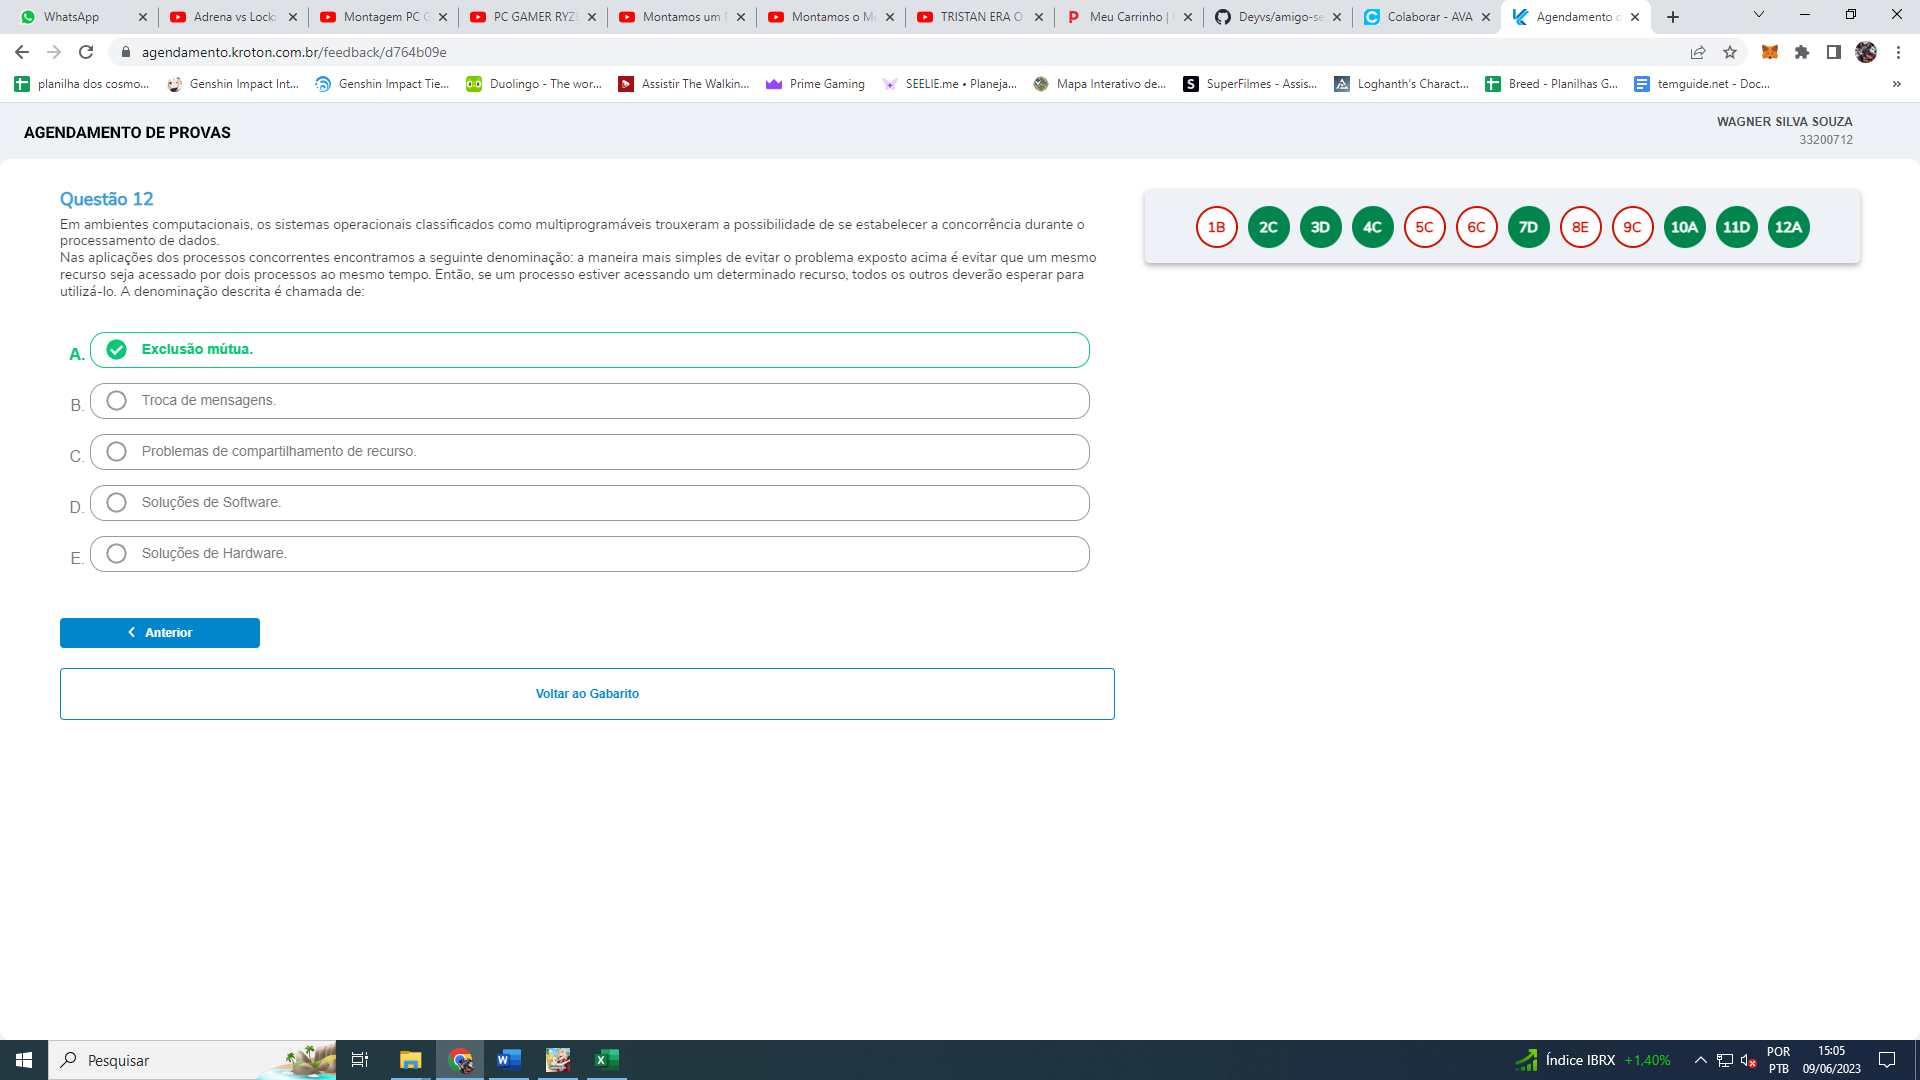 WhatsApp
Adrena vs Lock
Montagem PC G
PC GAMER RYZE
Montamos um
Montamos o Me
TRISTAN ERA O
Meu Carrinho |
Deyvs/amigo-se
Colaborar - AVA
Agendamento d
agendamento.kroton.com.br/feedback/d764b09e
planilha dos cosmo...
Genshin Impact Int...
Genshin Impact Tie...
Duolingo - The wor...
Assistir The Walkin...
Prime Gaming
SEELIE.me • Planeja...
Mapa Interativo de...
SuperFilmes - Assis...
Loghanth's Charact...
Breed - Planilhas G...
temguide.net - Doc...
»
AGENDAMENTO DE PROVAS
WAGNER SILVA SOUZA
33200712
Questão 12
Em ambientes computacionais, os sistemas operacionais classificados como multiprogramáveis trouxeram a possibilidade de se estabelecer a concorrência durante o
processamento de dados.
Nas aplicações dos processos concorrentes encontramos a seguinte denominação: a maneira mais simples de evitar o problema exposto acima é evitar que um mesmo
recurso seja acessado por dois processos ao mesmo tempo. Então, se um processo estiver acessando um determinado recurso, todos os outros deverão esperar para
utilizá-lo. A denominação descrita é chamada de:
1B 2C 3D 4C 5C 6C 7D 8E 9C 10A 11D 12A
A. Exclusão mútua.
B. Troca de mensagens.
C. Problemas de compartilhamento de recurso.
D. Soluções de Software.
E. Soluções de Hardware.
Anterior
Voltar ao Gabarito
Pesquisar
Índice IBRX +1,40%
POR
PTB
15:05
09/06/2023